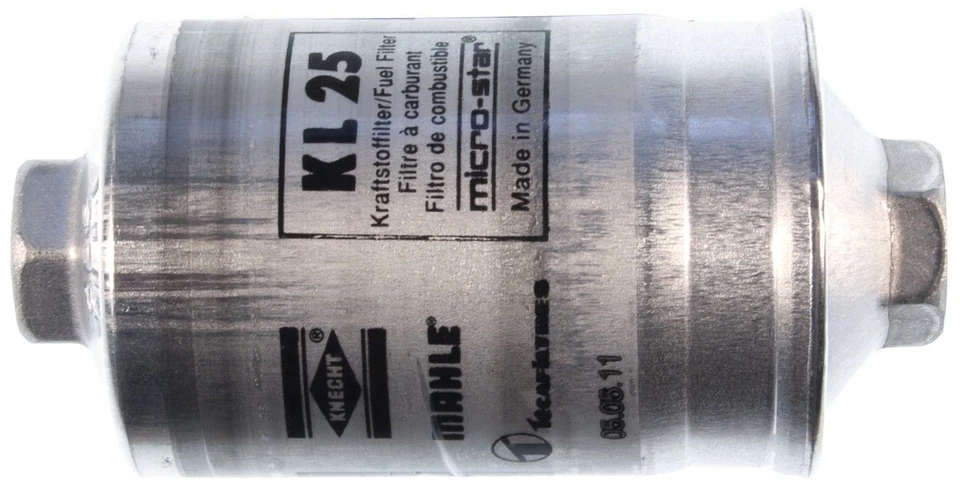 KL 25
Kraftstoffilter/Fuel Filter
Filtre à carburant
Filtro de combustible
micro-star®
Made in Germany
KNECHT®
MAHLE®
05.05.11